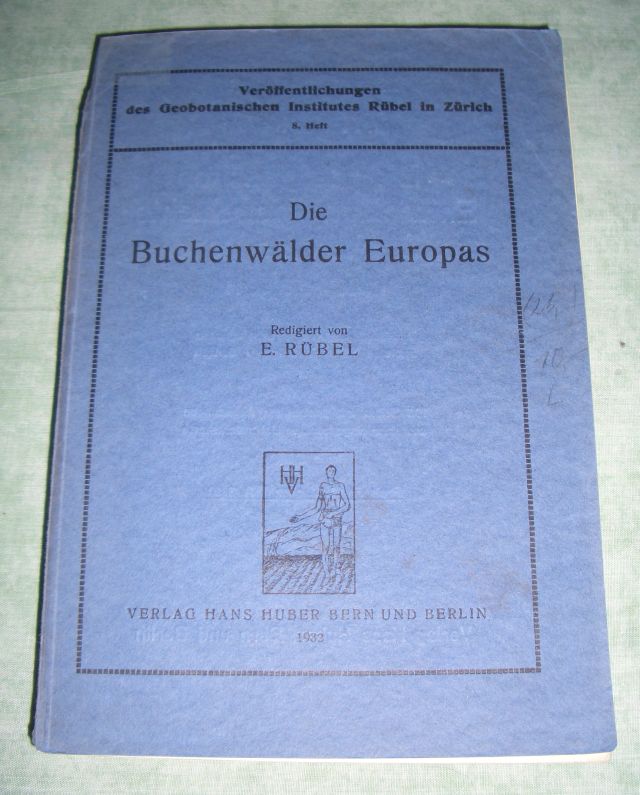 Veröffentlichungen
des Geobotanischen Institutes Rübel in Zürich
8. Heft
Die
Buchenwälder Europas
Redigiert von
E. RÜBEL
HHV
VERLAG HANS HUBER BERN UND BERLIN
1932